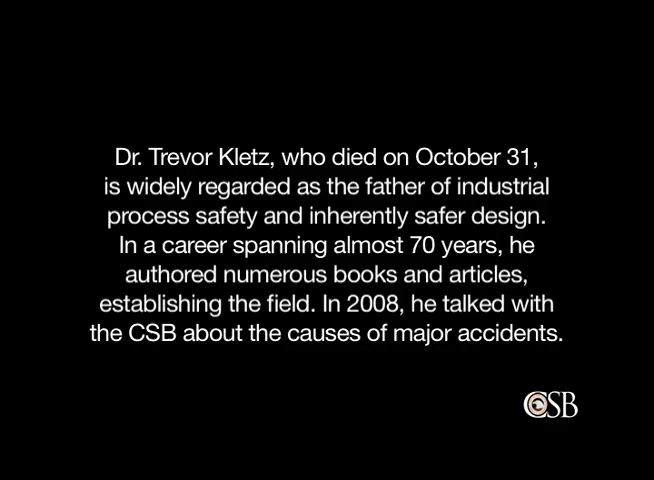 Dr. Trevor Kletz, who died on October 31,
is widely regarded as the father of industrial
process safety and inherently safer design.
In a career spanning almost 70 years, he
authored numerous books and articles,
establishing the field. In 2008, he talked with
the CSB about the causes of major accidents.
CSB